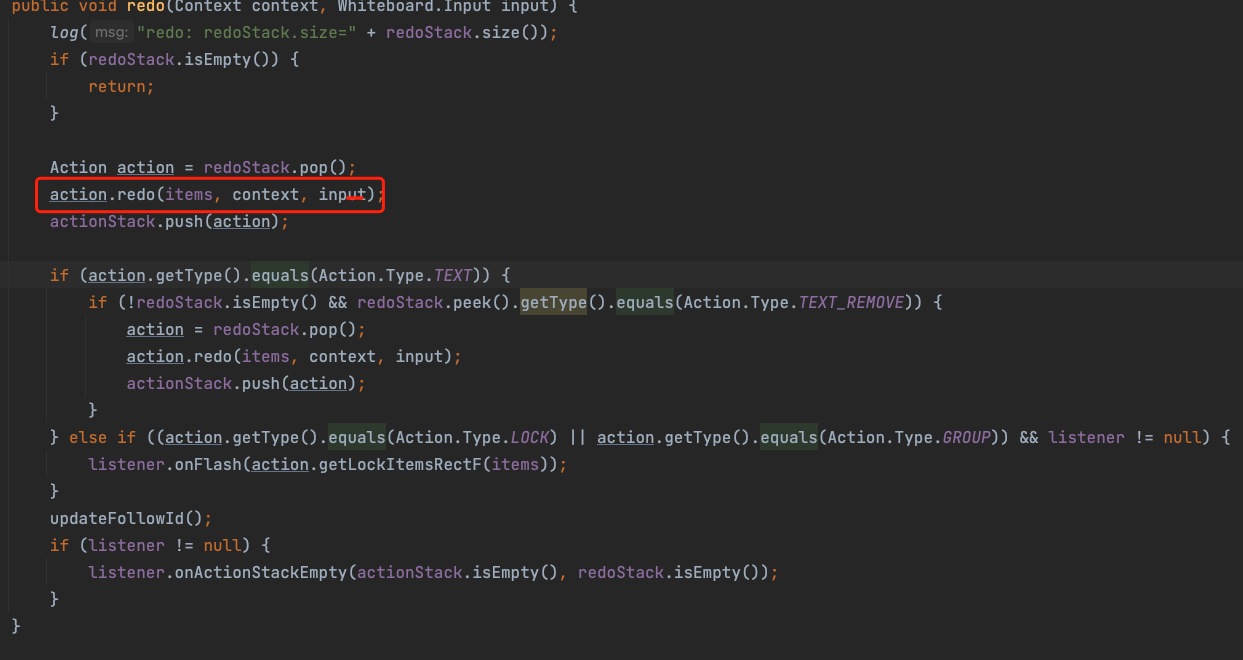 public void redo(Context context, Whiteboard.Input input) {
log( msg: "redo: redoStack.size=" + redoStack.size());
if (redoStack.isEmpty()) {
return;
}
Action action = redoStack.pop();
action.redo(items, context, input);
actionStack.push(action);
if (action.getType().equals(Action.Type.TEXT)) {
if (!redoStack.isEmpty() && redoStack.peek().getType().equals(Action.Type.TEXT_REMOVE)) {
action = redoStack.pop();
action.redo(items, context, input);
actionStack.push(action);
}
} else if ((action.getType().equals(Action.Type.LOCK) || action.getType().equals(Action.Type.GROUP)) && listener != null) {
listener.onFlash(action.getLockItemsRectF(items));
}
updateFollowId();
if (listener != null) {
listener.onActionStackEmpty(actionStack.isEmpty(), redoStack.isEmpty());
}
}